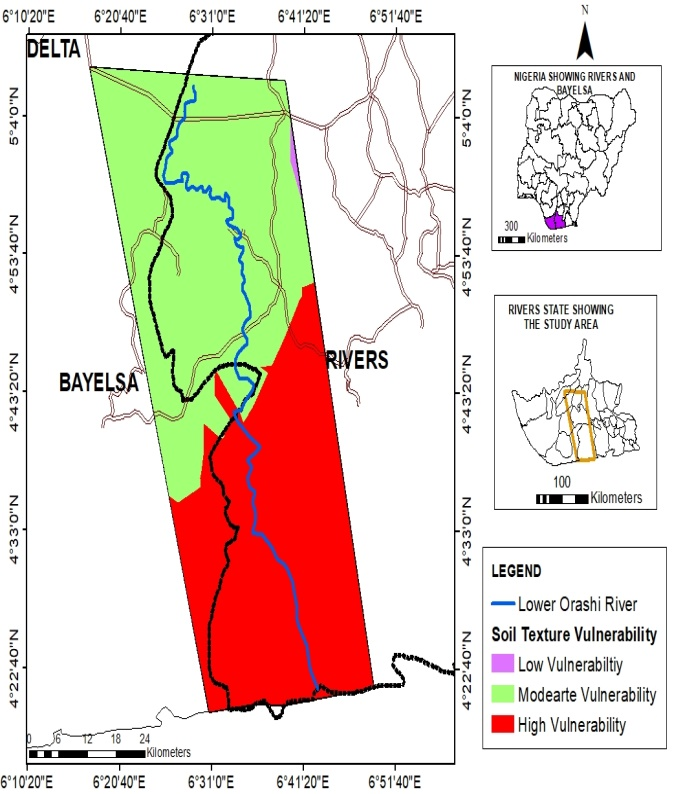 6°10'20"E 6°20'40"E 6°31'0"E 6°41'20"E 6°51'40"E
DELTA
N
NIGERIA SHOWING RIVERS AND
BAYELSA
300
Kilometers
5°4'0"N
5°4'0"N
4°53'40"N
4°53'40"N
RIVERS STATE SHOWING
THE STUDY AREA
100
Kilometers
RIVERS
BAYELSA
4°43'20"N
4°43'20"N
4°33'0"N
4°33'0"N
4°22'40"N
4°22'40"N
LEGEND
Lower Orashi River
Soil Texture Vulnerability
Low Vulnerabiltiy
Modearte Vulnerability
High Vulnerability
0 6 12 18 24
Kilometers
6°10'20"E 6°20'40"E 6°31'0"E 6°41'20"E 6°51'40"E